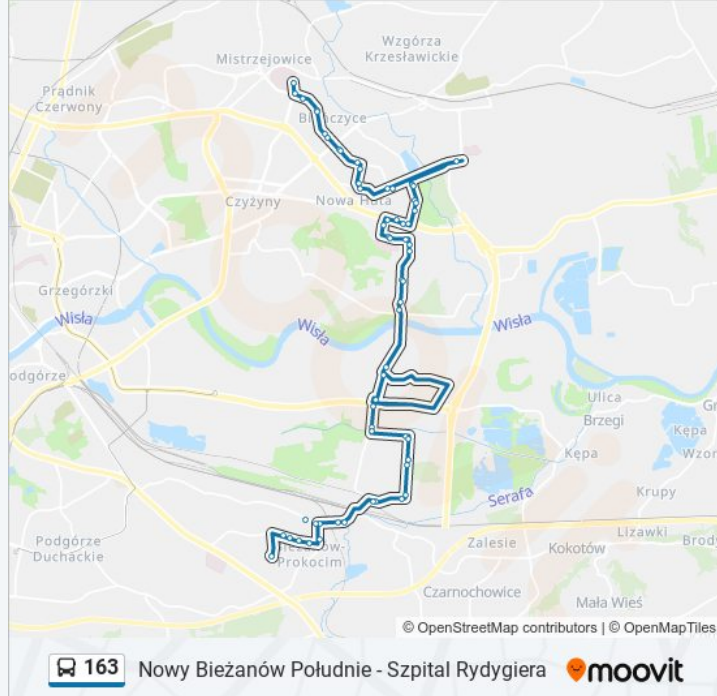 Mistrzejowice
Wzgórza
Krzesławickie
Prądnik
Czerwony
Bieńczyce
Czyżyny
Nowa Huta
Grzegórzki
Wisła
Wisła
Wisła
odgórze
Ulica
Brzegi
Gr
Kępa
Wzor
Kępa
Serafa
Krupy
Podgórze
Duchackie
Prokocim
Zalesie
Kokotów
Lizawki
Brody
Czarnochowice
Mała Wieś
© OpenStreetMap contributors | © OpenMapTiles
163 Nowy Bieżanów Południe - Szpital Rydygiera moovit